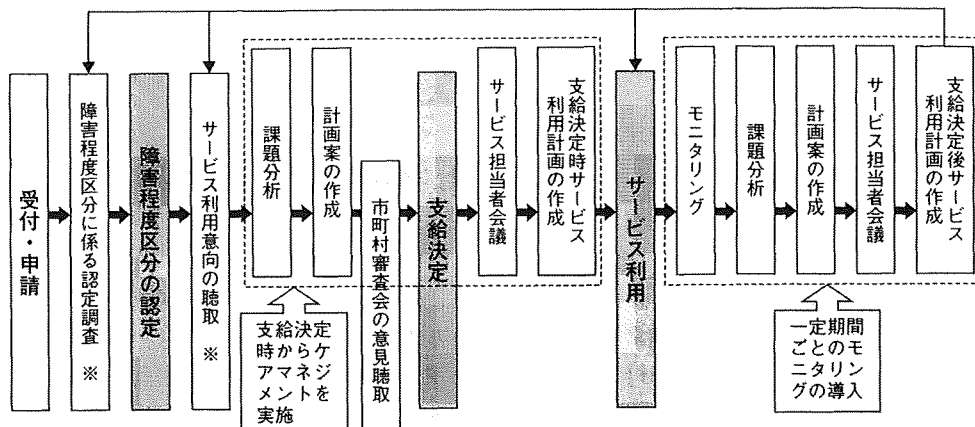 受付・申請
障害程度区分に係る認定調査 ※
障害程度区分の認定
サービス利用意向の聴取 ※
課題分析
計画案の作成
市町村審査会の意見聴取
支給決定
サービス担当者会議
支給決定時サービス
利用計画の作成
サービス利用
モニタリング
課題分析
計画案の作成
サービス担当者会議
支給決定後サービス
利用計画の作成
支給決定
時からケ
アマネジ
メントを
実施
一定期間
ごとのモ
ニタリン
グの導入